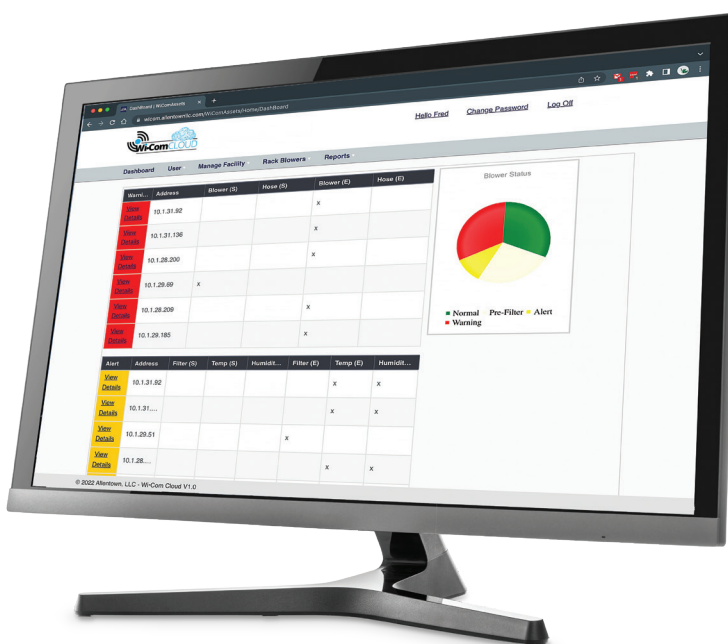 DashBoard | WiComAssets × +
wicom.allentownllc.com/WiComAssets/Home/DashBoard
Wi-Com CLOUD
Hello Fred Change Password Log Off
Dashboard User Manage Facility Rack Blowers Reports
Warni... Address Blower (S) Hose (S) Blower (E) Hose (E)
View Details 10.1.31.92 x
View Details 10.1.31.136 x
View Details 10.1.28.200 x
View Details 10.1.29.69 x
View Details 10.1.28.209 x
View Details 10.1.29.185 x
Blower Status
Normal Pre-Filter Alert
Warning
Alert Address Filter (S) Temp (S) Humidit... Filter (E) Temp (E) Humidit...
View Details 10.1.31.92 x x
View Details 10.1.31.... x x
View Details 10.1.29.51 x
View Details 10.1.28.... x x
© 2022 Allentown, LLC - Wi-Com Cloud V1.0